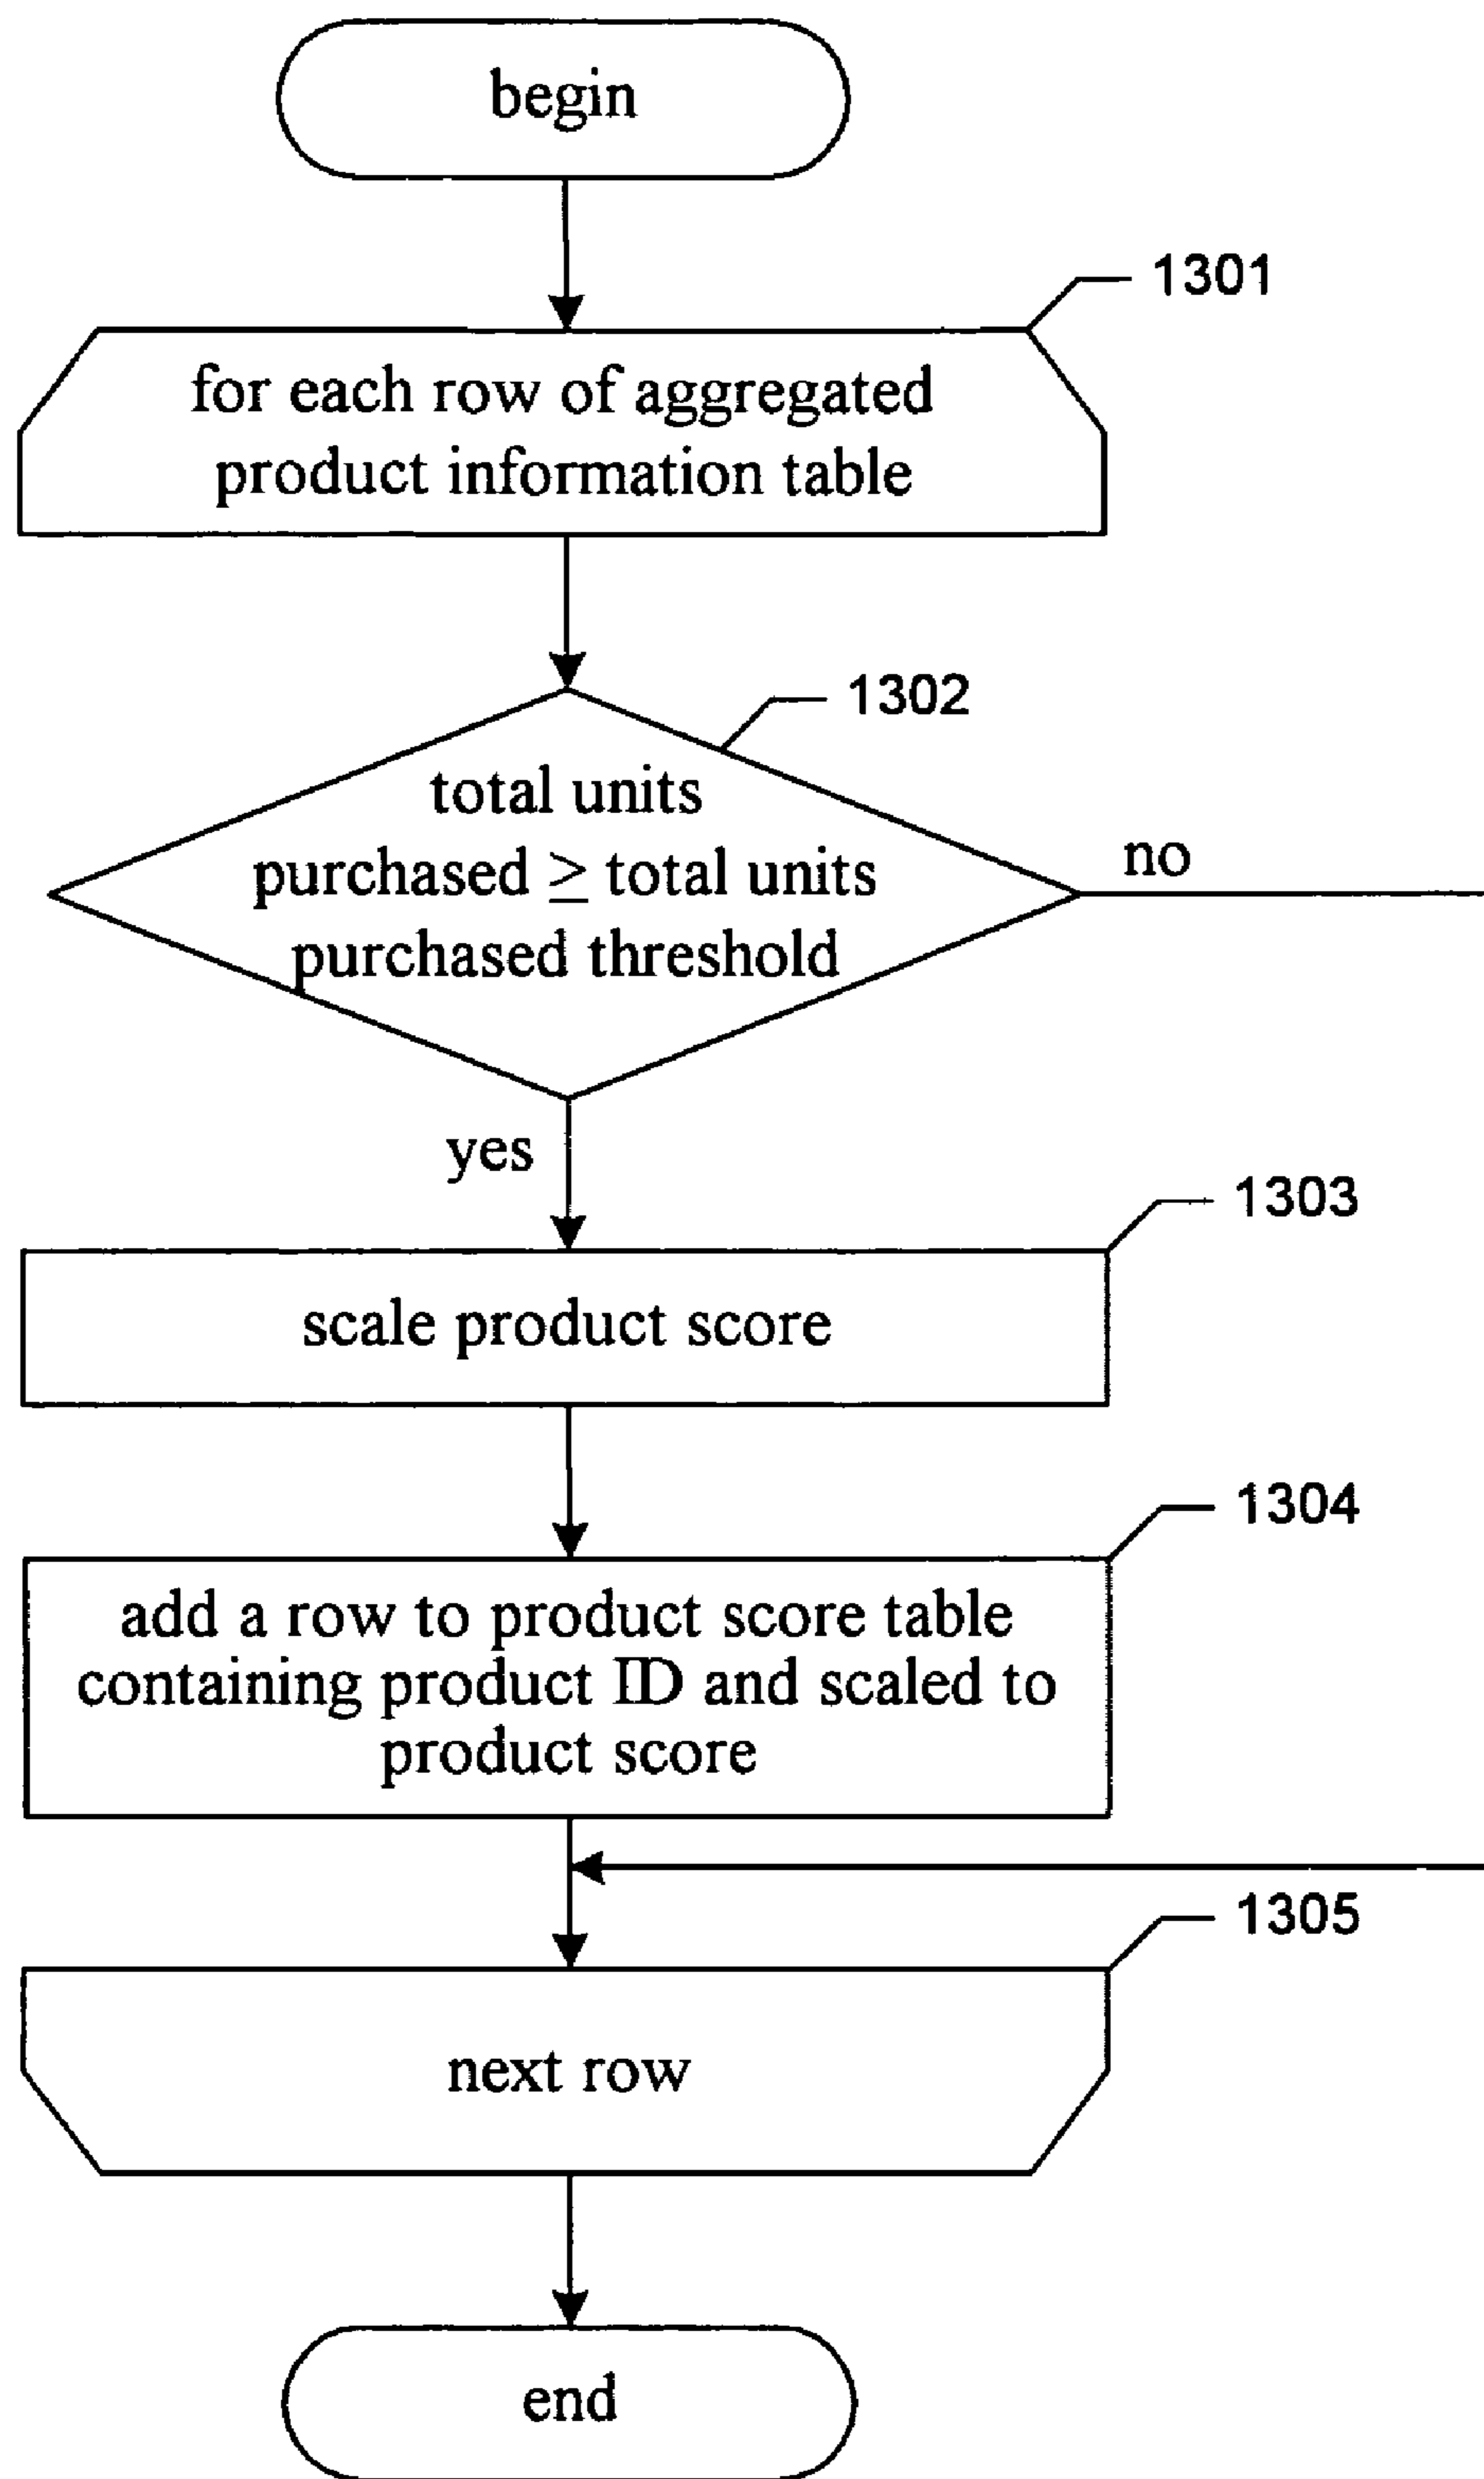 begin
1301
for each row of aggregated
product information table
1302
total units
purchased ≥ total units
purchased threshold
no
yes
1303
scale product score
1304
add a row to product score table
containing product ID and scaled to
product score
1305
next row
end